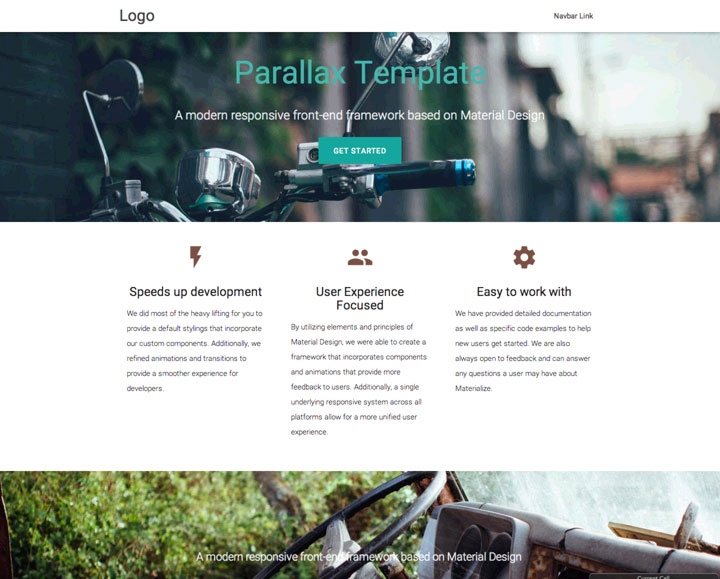 Logo
Navbar Link
Parallax Template
A modern responsive front-end framework based on Material Design
GET STARTED
Speeds up development
We did most of the heavy lifting for you to
provide a default stylings that incorporate
our custom components. Additionally, we
refined animations and transitions to
provide a smoother experience for
developers.
User Experience
Focused
By utilizing elements and principles of
Material Design, we were able to create a
framework that incorporates components
and animations that provide more
feedback to users. Additionally, a single
underlying responsive system across all
platforms allow for a more unified user
experience.
Easy to work with
We have provided detailed documentation
as well as specific code examples to help
new users get started. We are also
always open to feedback and can answer
any questions a user may have about
Materialize.
A modern responsive front-end framework based on Material Design